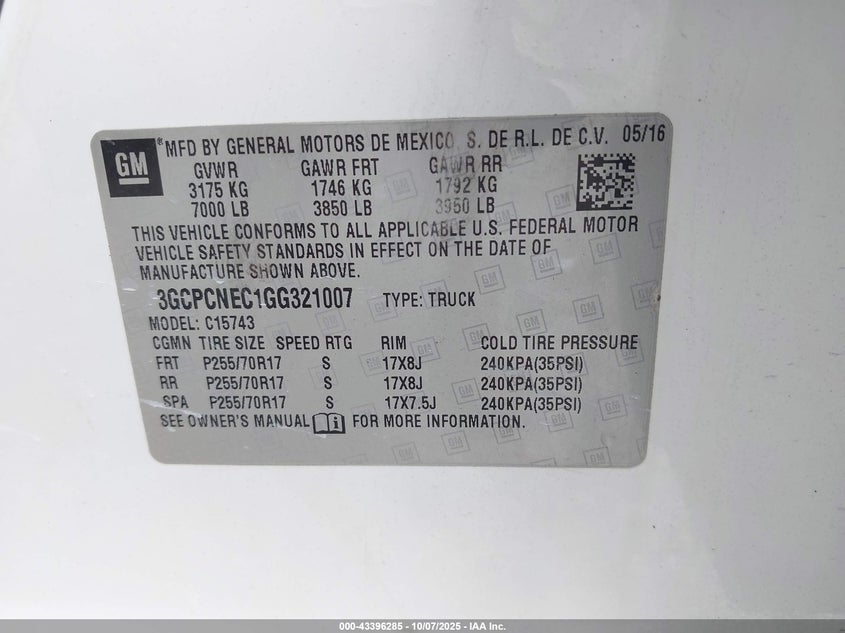 GM ® MFD BY GENERAL MOTORS DE MEXICO, S. DE R.L. DE C.V. 05/16
GVWR GAWR FRT GAWR RR
3175 KG 1746 KG 1792 KG
7000 LB 3850 LB 3950 LB
THIS VEHICLE CONFORMS TO ALL APPLICABLE U.S. FEDERAL MOTOR
VEHICLE SAFETY STANDARDS IN EFFECT ON THE DATE OF
MANUFACTURE SHOWN ABOVE.
3GCPCNEC1GG321007 TYPE: TRUCK
MODEL: C15743
CGMN TIRE SIZE SPEED RTG RIM COLD TIRE PRESSURE
FRT P255/70R17 S 17X8J 240KPA(35PSI)
RR P255/70R17 S 17X8J 240KPA(35PSI)
SPA P255/70R17 S 17X7.5J 240KPA(35PSI)
SEE OWNER'S MANUAL FOR MORE INFORMATION.
000-43396285 - 10/07/2025 - IAA Inc.